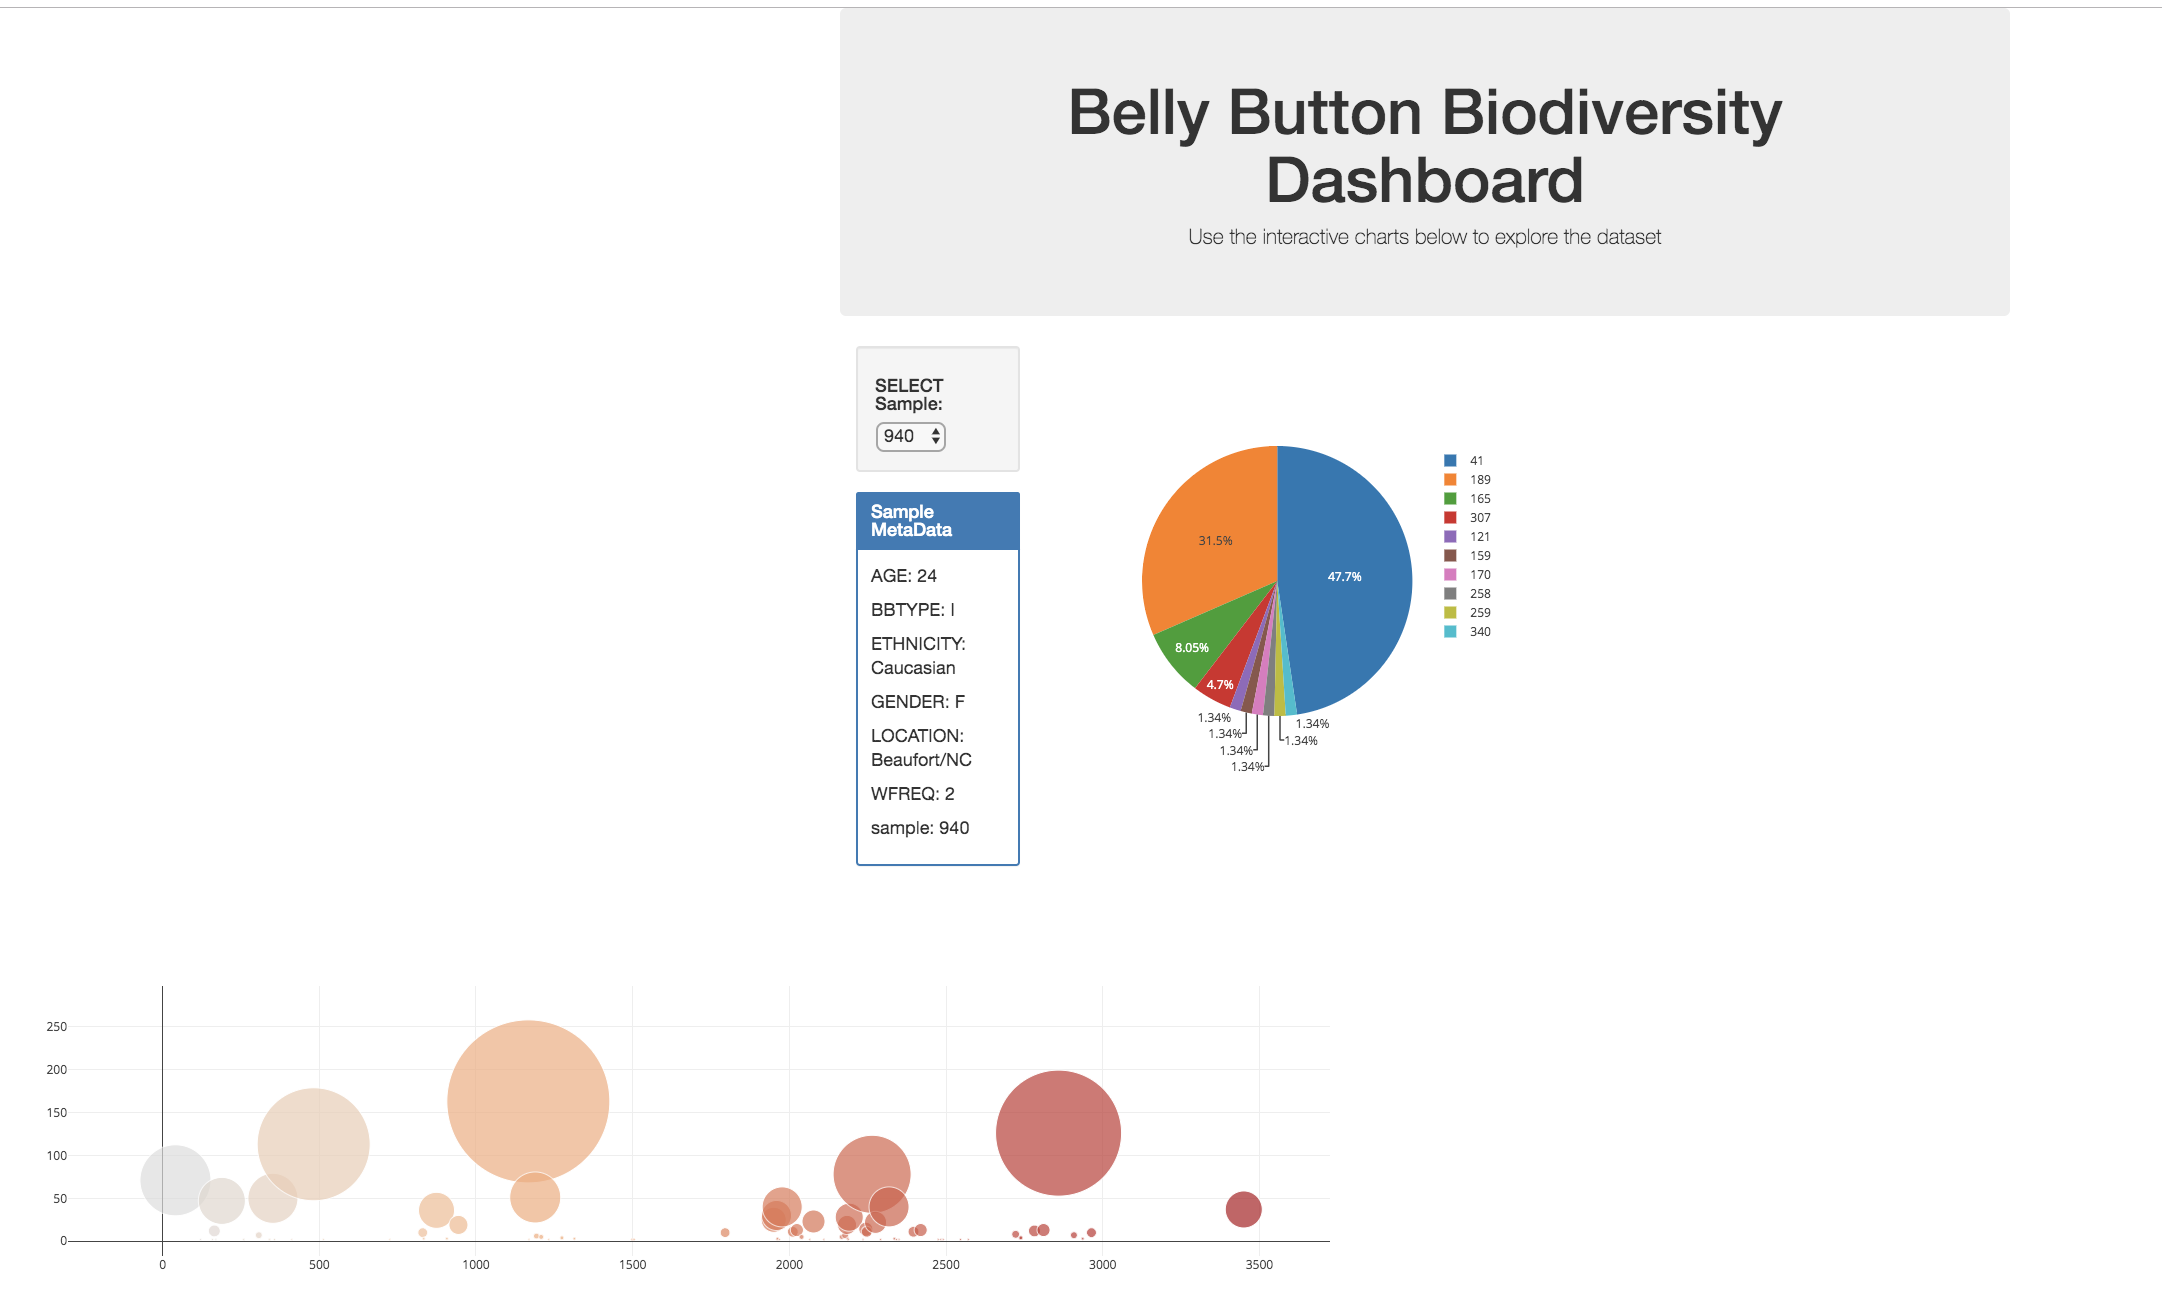 Belly Button Biodiversity
Dashboard
Use the interactive charts below to explore the dataset
SELECT
Sample:
940
Sample
MetaData
AGE: 24
BBTYPE: I
ETHNICITY:
Caucasian
GENDER: F
LOCATION:
Beaufort/NC
WFREQ: 2
sample: 940
31.5%
47.7%
8.05%
4.7%
1.34%
1.34%
1.34%
1.34%
1.34%
1.34%
41
189
165
307
121
159
170
258
259
340
250
200
150
100
50
0
0 500 1000 1500 2000 2500 3000 3500